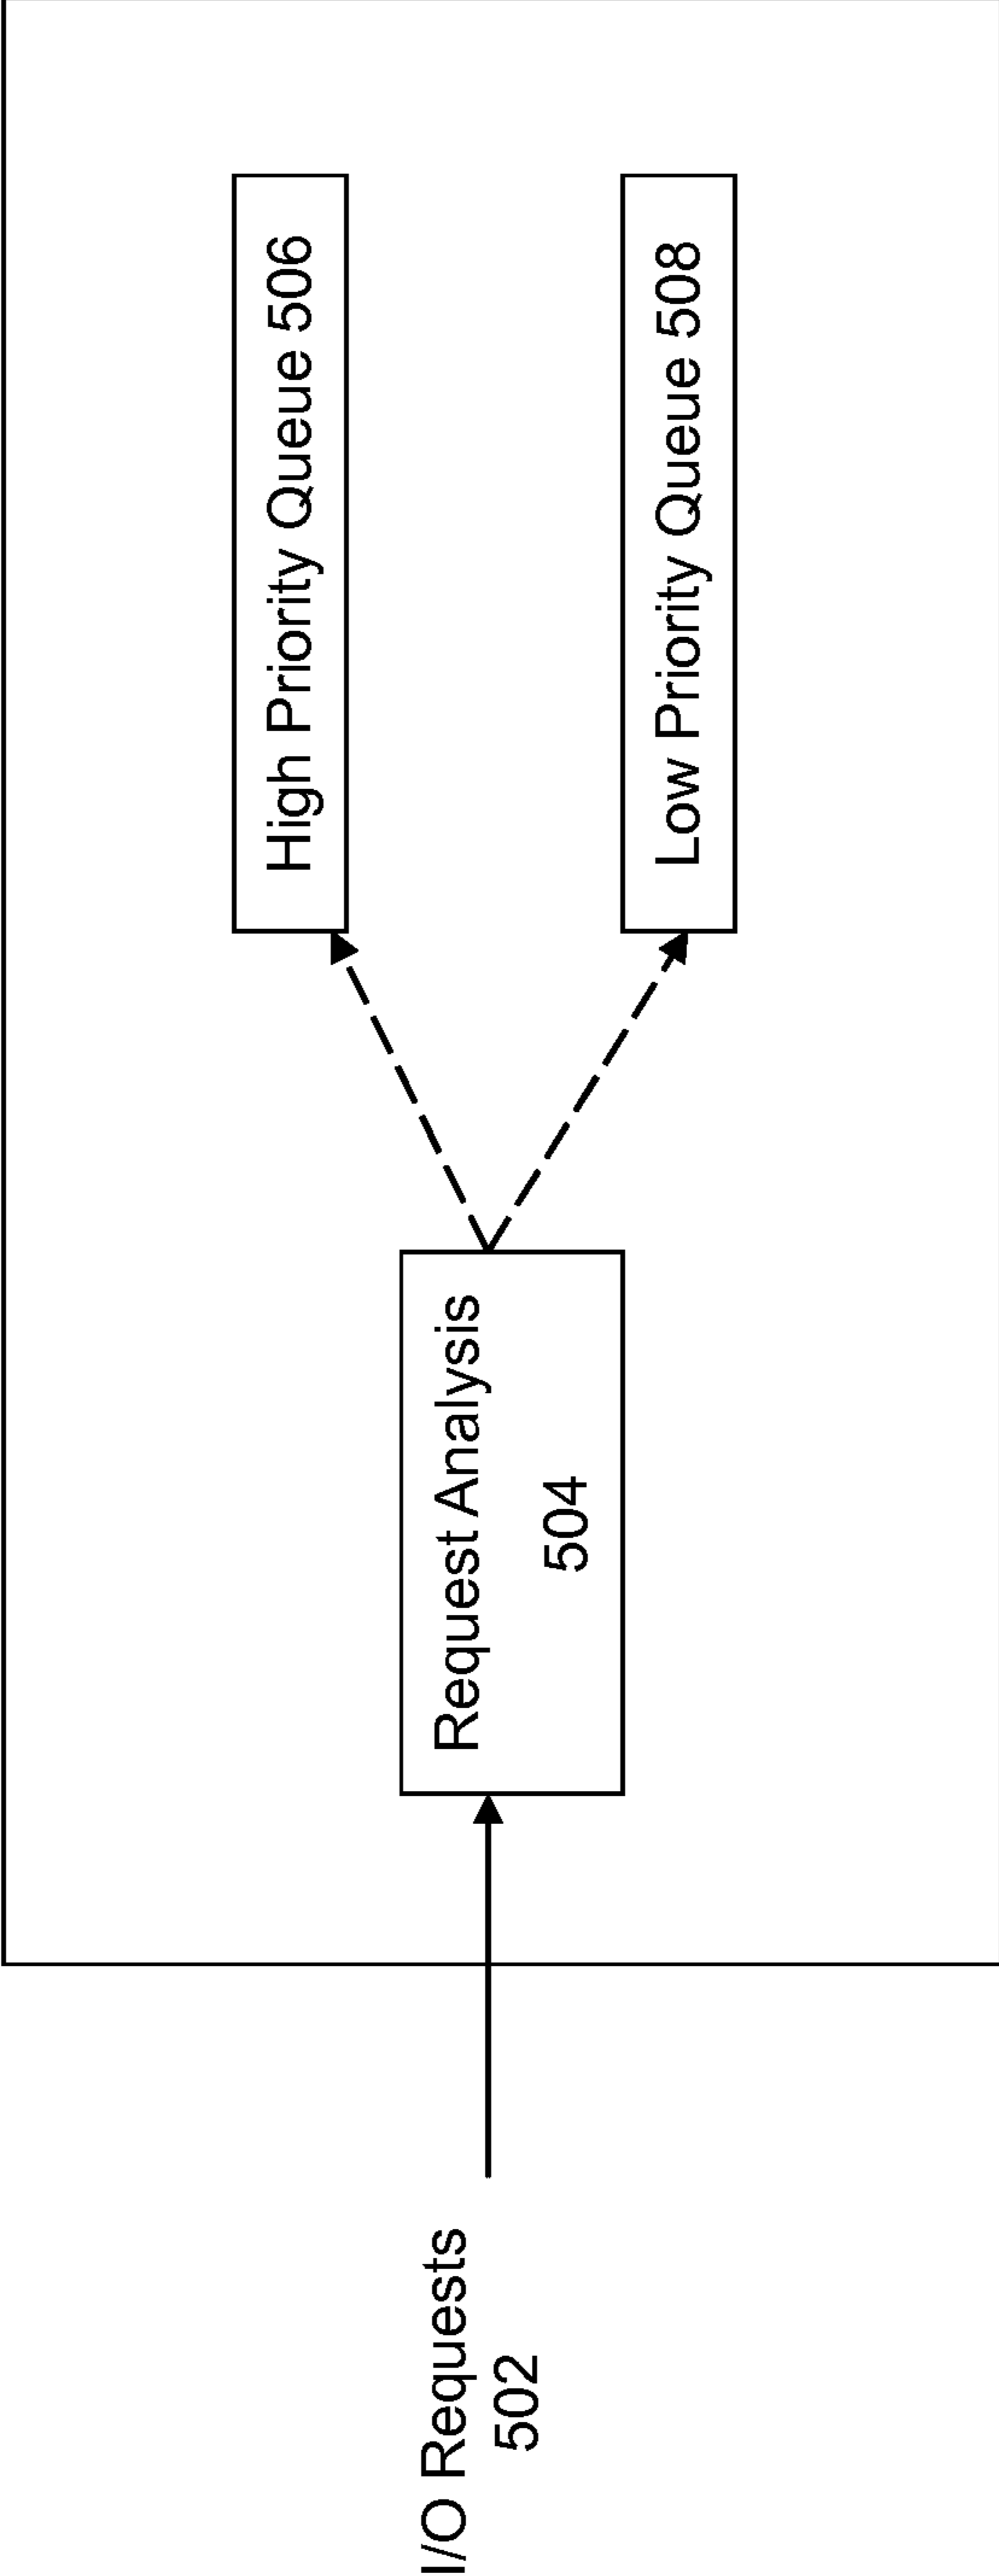 I/O Requests
502
Request Analysis
504
High Priority Queue 506
Low Priority Queue 508